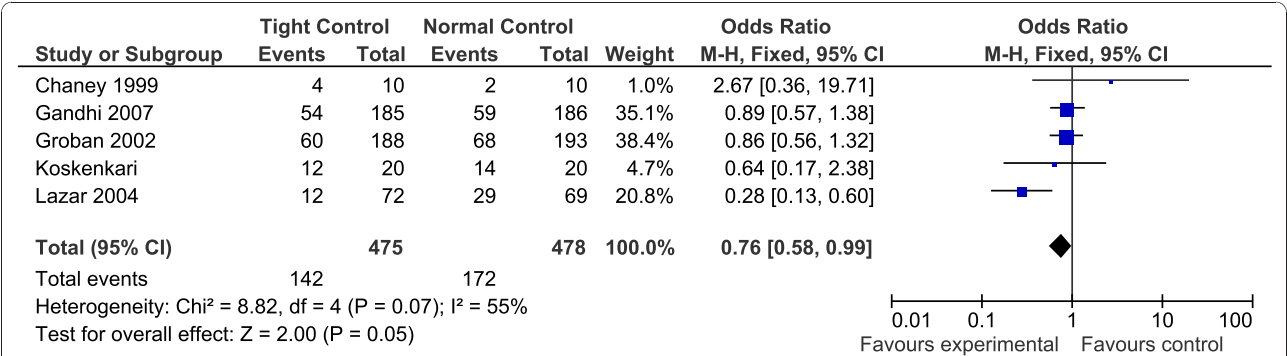 Tight Control Normal Control Odds Ratio Odds Ratio
Study or Subgroup Events Total Events Total Weight M-H, Fixed, 95% CI M-H, Fixed, 95% CI
Chaney 1999 4 10 2 10 1.0% 2.67 [0.36, 19.71]
Gandhi 2007 54 185 59 186 35.1% 0.89 [0.57, 1.38]
Groban 2002 60 188 68 193 38.4% 0.86 [0.56, 1.32]
Koskenkari 12 20 14 20 4.7% 0.64 [0.17, 2.38]
Lazar 2004 12 72 29 69 20.8% 0.28 [0.13, 0.60]
Total (95% CI) 475 478 100.0% 0.76 [0.58, 0.99]
Total events 142 172
Heterogeneity: Chi² = 8.82, df = 4 (P = 0.07); I² = 55%
Test for overall effect: Z = 2.00 (P = 0.05)
0.01 0.1 1 10 100
Favours experimental Favours control